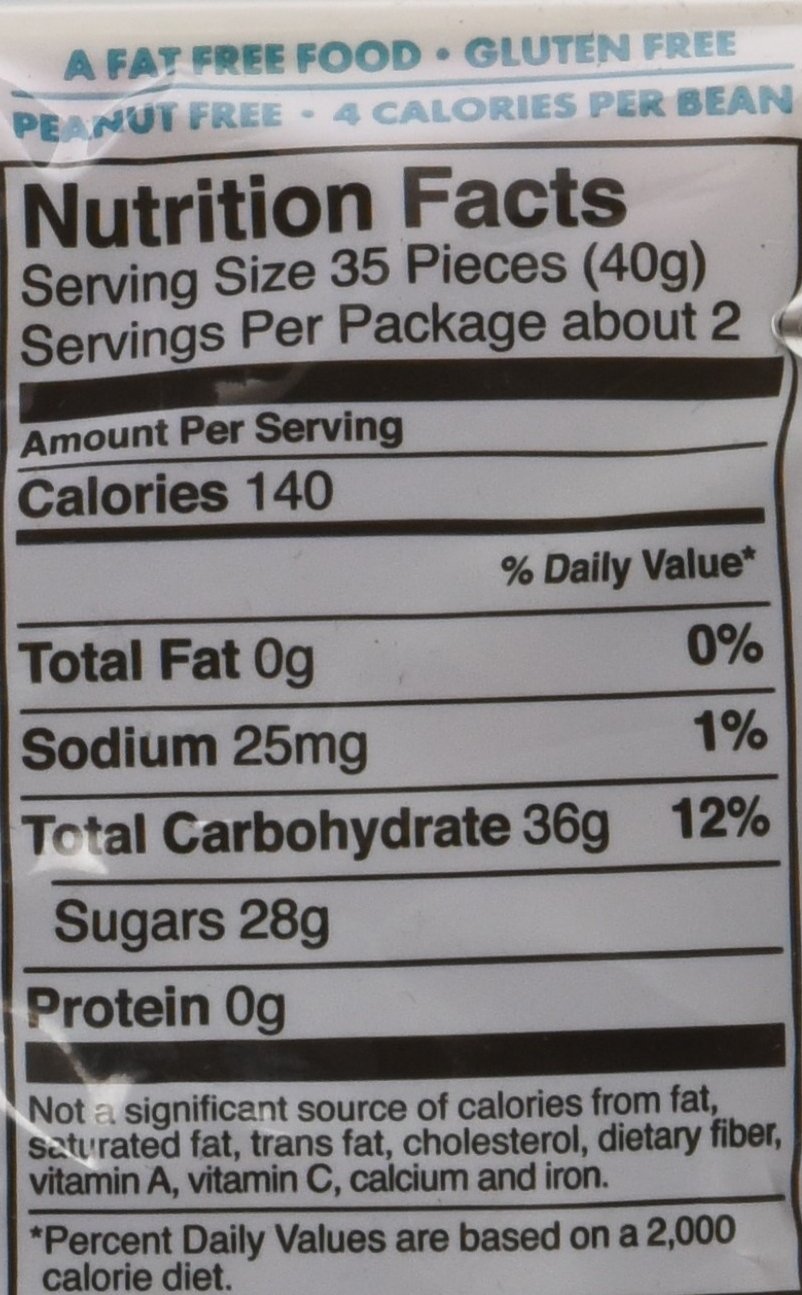 A FAT FREE FOOD • GLUTEN FREE
PEANUT FREE • 4 CALORIES PER BEAN
Nutrition Facts
Serving Size 35 Pieces (40g)
Servings Per Package about 2
Amount Per Serving
Calories 140
% Daily Value*
Total Fat 0g 0%
Sodium 25mg 1%
Total Carbohydrate 36g 12%
Sugars 28g
Protein 0g
Not a significant source of calories from fat,
saturated fat, trans fat, cholesterol, dietary fiber,
vitamin A, vitamin C, calcium and iron.
*Percent Daily Values are based on a 2,000
calorie diet.